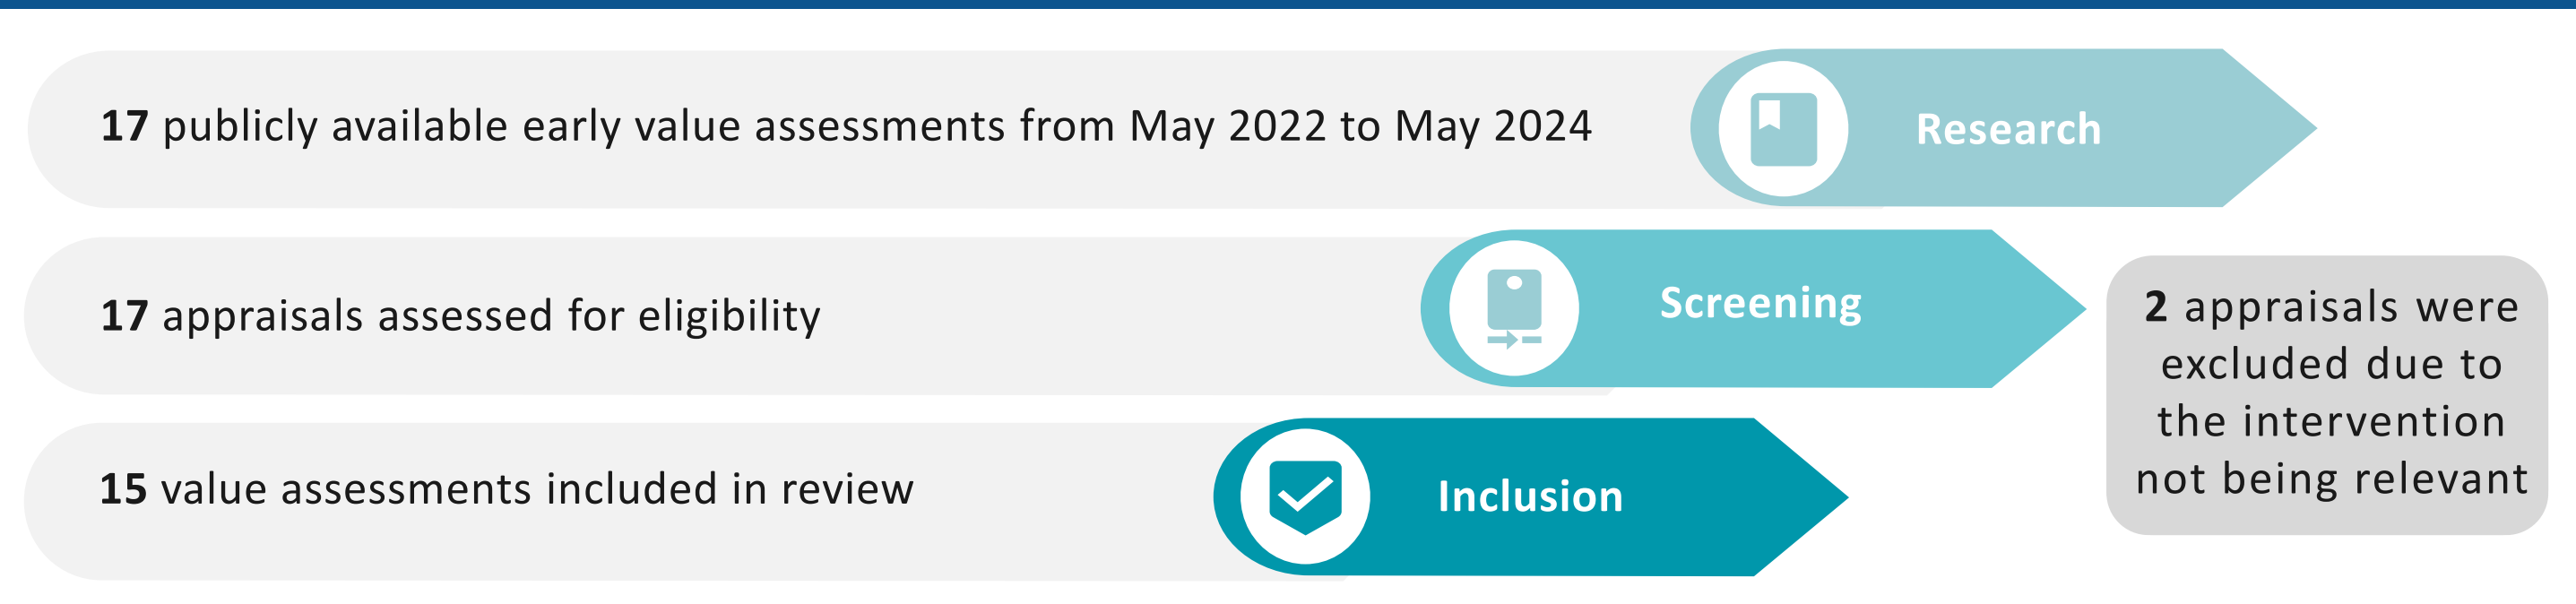 17 publicly available early value assessments from May 2022 to May 2024
Research
17 appraisals assessed for eligibility
Screening
2 appraisals were
excluded due to
the intervention
not being relevant
15 value assessments included in review
Inclusion